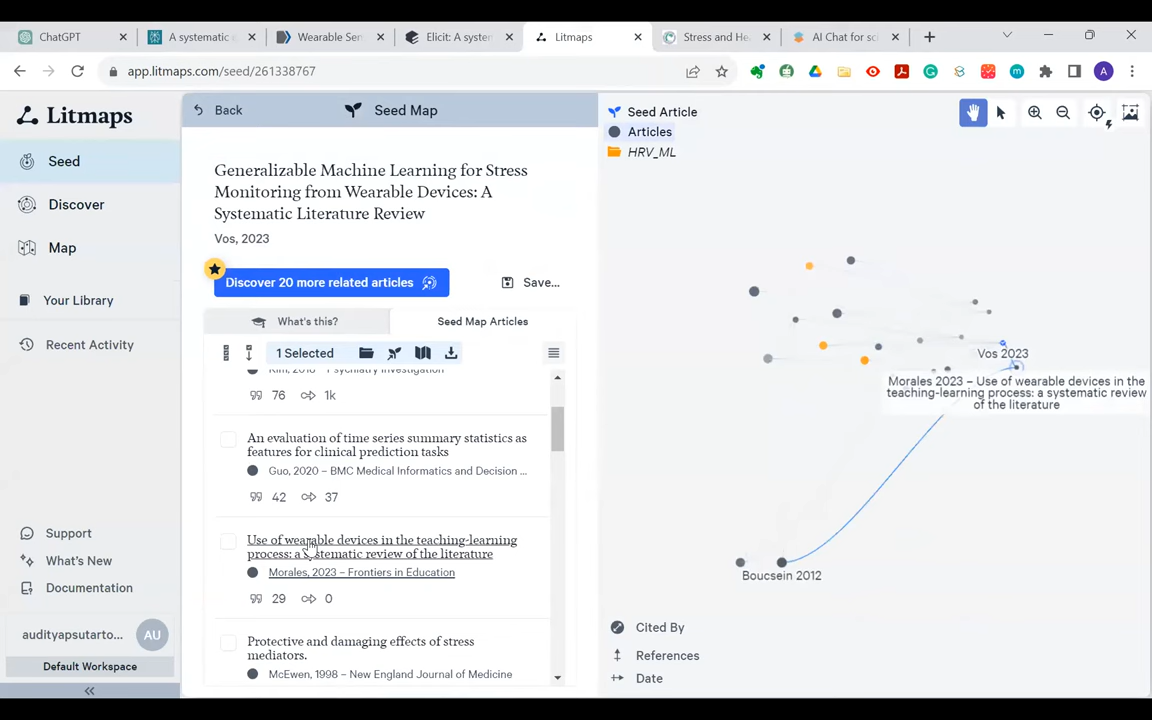 ChatGPT
A systematic
Wearable Sen
Elicit: A syster
Litmaps
Stress and He
AI Chat for sci
app.litmaps.com/seed/261338767
Litmaps
Seed
Discover
Map
Your Library
Recent Activity
Support
What's New
Documentation
audityapsutarto...
AU
Default Workspace
Back
Seed Map
Generalizable Machine Learning for Stress
Monitoring from Wearable Devices: A
Systematic Literature Review
Vos, 2023
Discover 20 more related articles
Save...
What's this?
Seed Map Articles
1 Selected
Kim, 2018 – Psychiatry Investigation
76 1k
An evaluation of time series summary statistics as
features for clinical prediction tasks
Guo, 2020 – BMC Medical Informatics and Decision ...
42 37
Use of wearable devices in the teaching-learning
process: a systematic review of the literature
Morales, 2023 – Frontiers in Education
29 0
Protective and damaging effects of stress
mediators.
McEwen, 1998 – New England Journal of Medicine
Seed Article
Articles
HRV_ML
Vos 2023
Morales 2023 – Use of wearable devices in the
teaching-learning process: a systematic review
of the literature
Boucsein 2012
Cited By
References
Date